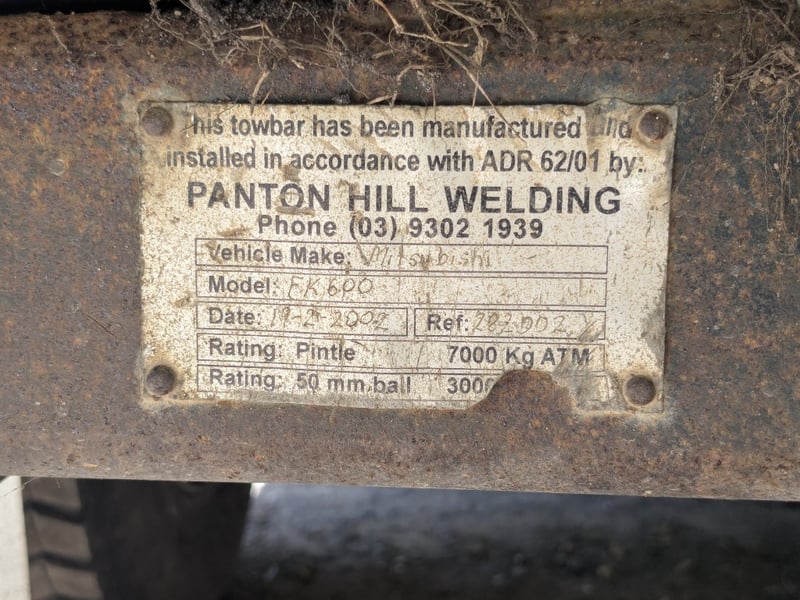 This towbar has been manufactured and
installed in accordance with ADR 62/01 by:
PANTON HILL WELDING
Phone (03) 9302 1939
Vehicle Make: Mitsubishi
Model: FK600
Date: 19-2-2002 Ref:
Rating: Pintle 7000 Kg ATM
Rating: 50 mm ball 3000